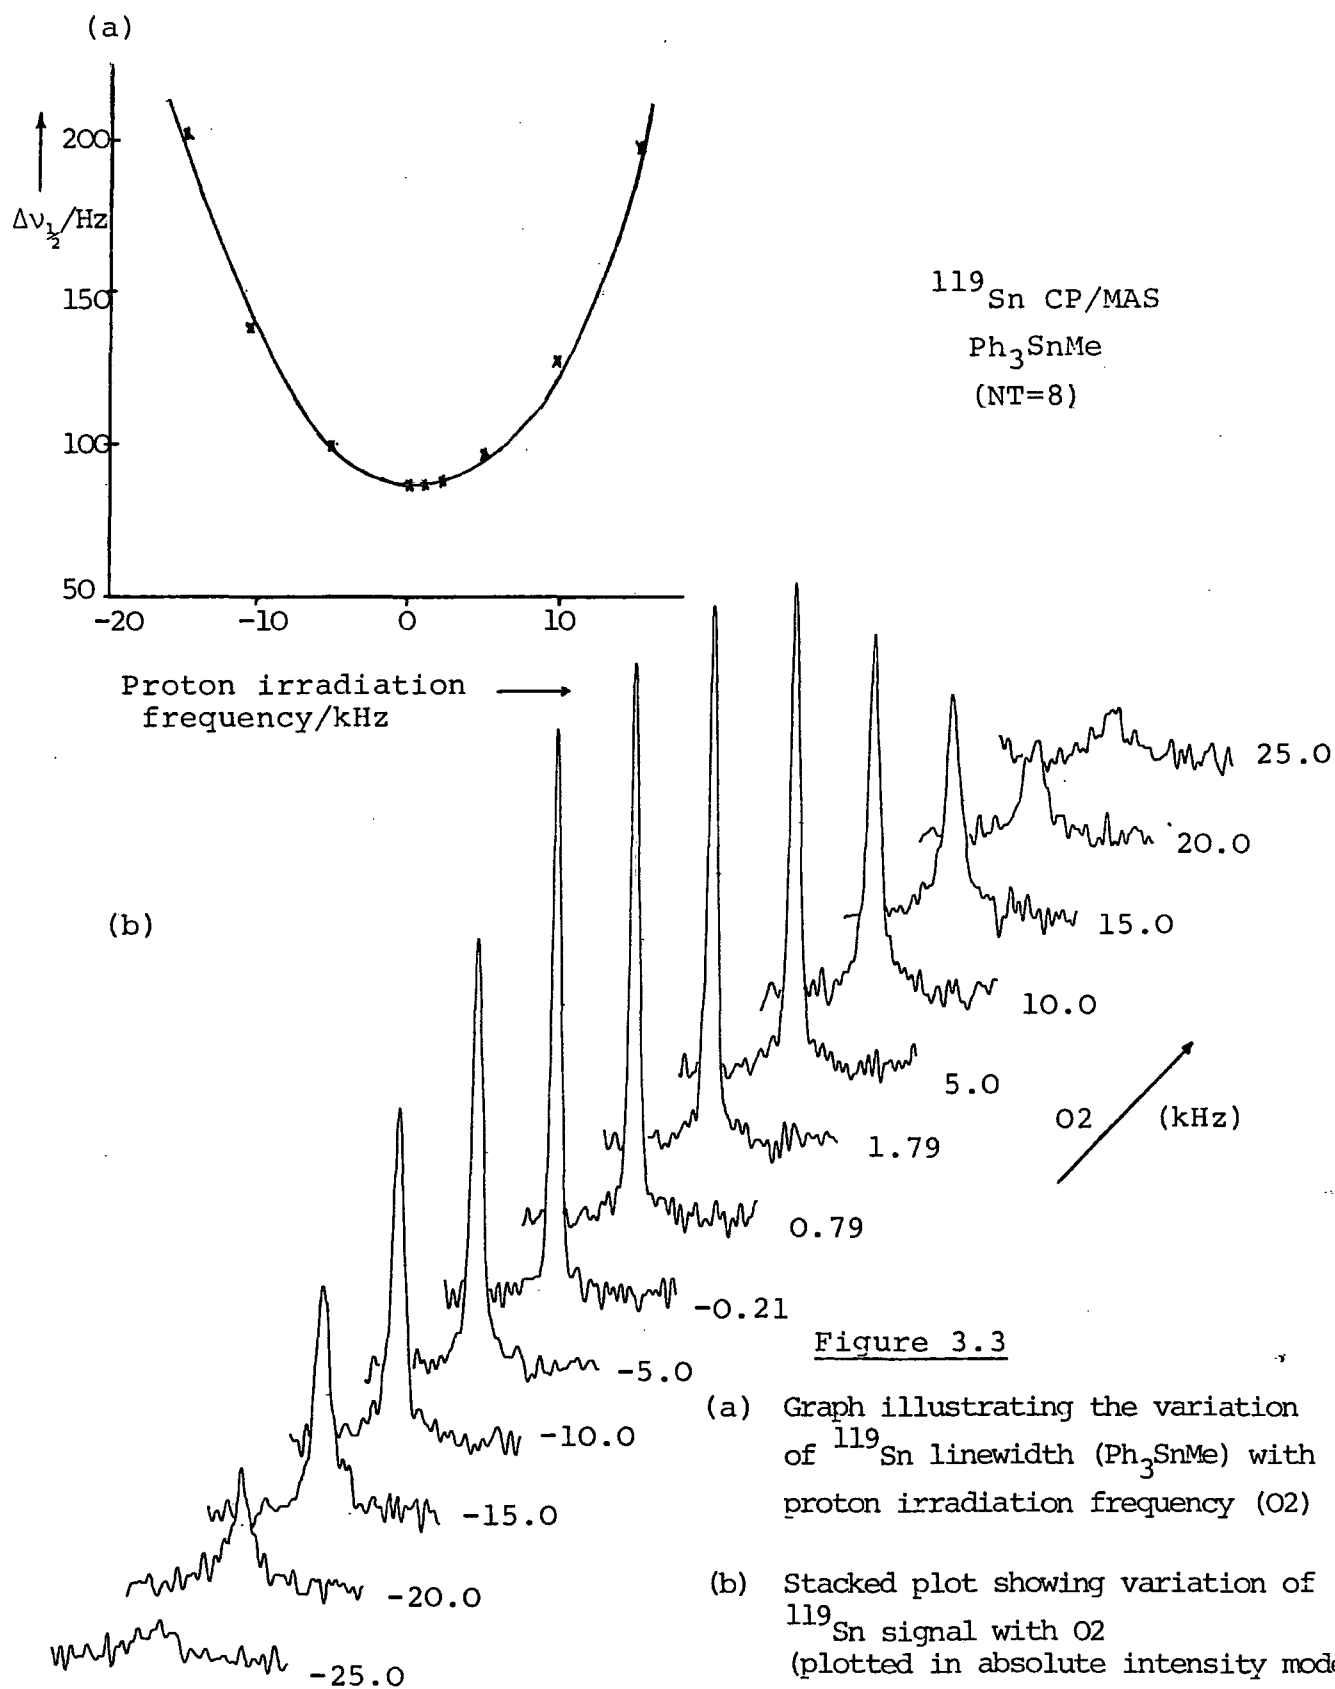 (a)
200
Δν½/Hz
150
100
50
-20 -10 0 10
Proton irradiation
frequency/kHz
119Sn CP/MAS
Ph3SnMe
(NT=8)
(b)
25.0
20.0
15.0
10.0
5.0
O2 (kHz)
1.79
0.79
-0.21
-5.0
-10.0
-15.0
-20.0
-25.0
Figure 3.3
(a) Graph illustrating the variation
of 119Sn linewidth (Ph3SnMe) with
proton irradiation frequency (O2)
(b) Stacked plot showing variation of
119Sn signal with O2
(plotted in absolute intensity mode